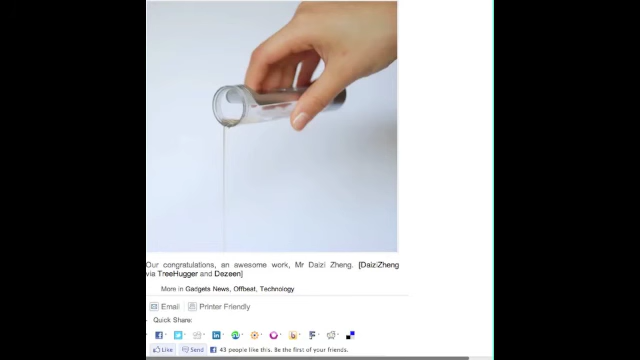 Our congratulations, an awesome work, Mr Daizi Zheng. [DaiziZheng
via TreeHugger and Dezeen]
More in Gadgets News, Offbeat, Technology
Email Printer Friendly
Quick Share:
Like Send 43 people like this. Be the first of your friends.